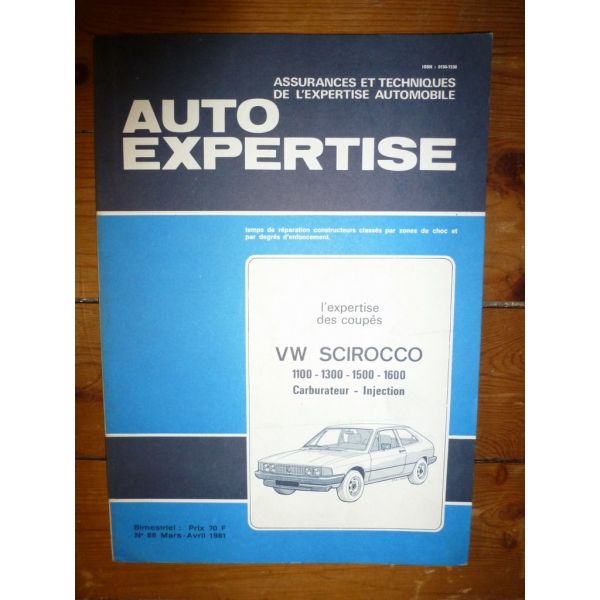 ISSN : 0150-7230
ASSURANCES ET TECHNIQUES
DE L'EXPERTISE AUTOMOBILE
AUTO
EXPERTISE
temps de réparation constructeurs classés par zones de choc et
par degrés d'enfoncement.
l'expertise
des coupés
VW SCIROCCO
1100 - 1300 - 1500 - 1600
Carburateur - Injection
Bimestriel : Prix 70 F
N° 88 Mars-Avril 1981